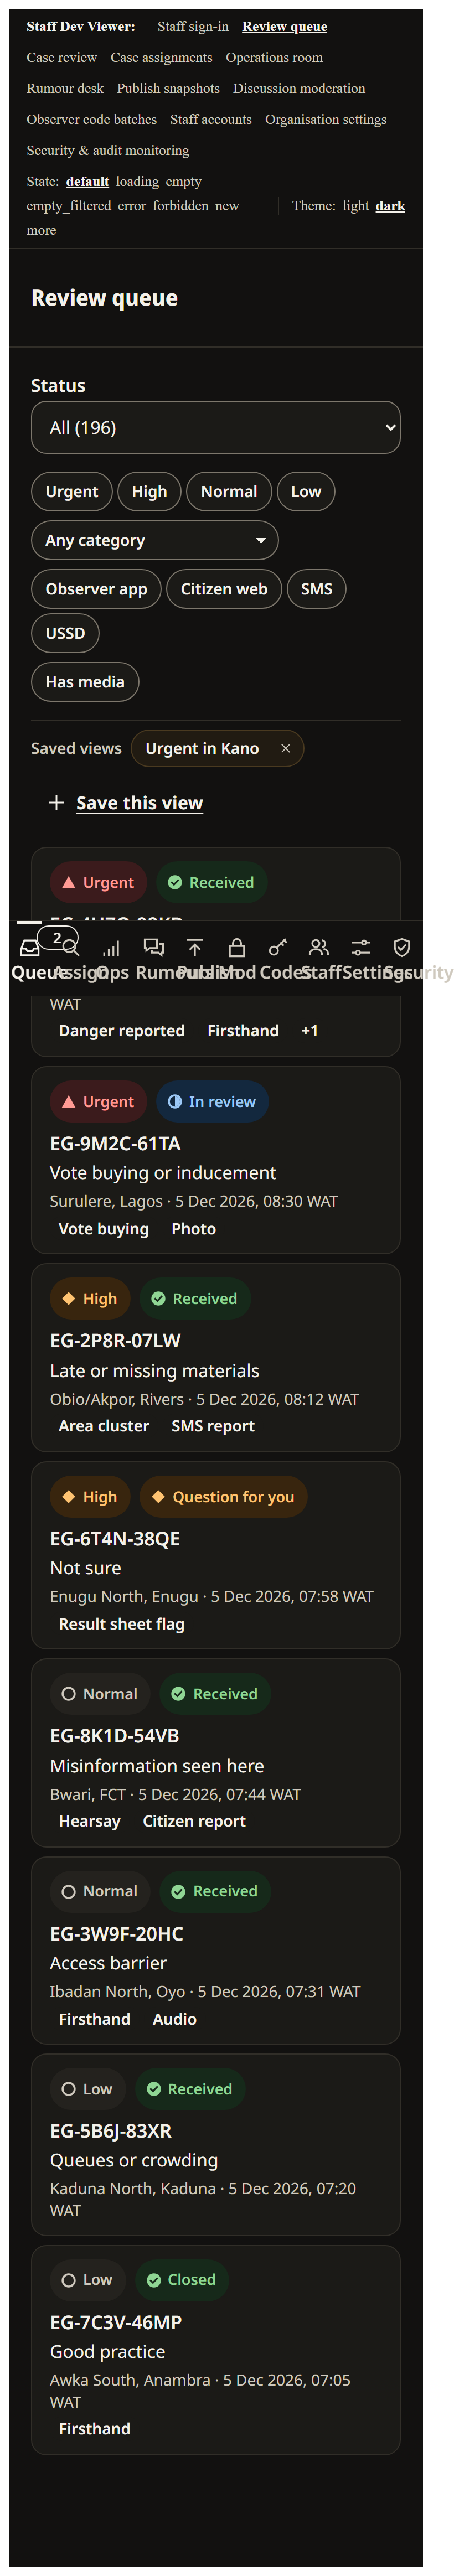 Staff Dev Viewer: Staff sign-in Review queue
Case review Case assignments Operations room
Rumour desk Publish snapshots Discussion moderation
Observer code batches Staff accounts Organisation settings
Security & audit monitoring
State: default loading empty
empty_filtered error forbidden new
more
Theme: light dark
Review queue
Status
All (196)
Urgent High Normal Low
Any category
Observer app Citizen web SMS
USSD
Has media
Saved views Urgent in Kano ×
+ Save this view
Urgent Received
2
Queue Assign Ops Rumours Publish Mod Codes Staff Settings Security
WAT
Danger reported Firsthand +1
Urgent In review
EG-9M2C-61TA
Vote buying or inducement
Surulere, Lagos · 5 Dec 2026, 08:30 WAT
Vote buying Photo
High Received
EG-2P8R-07LW
Late or missing materials
Obio/Akpor, Rivers · 5 Dec 2026, 08:12 WAT
Area cluster SMS report
High Question for you
EG-6T4N-38QE
Not sure
Enugu North, Enugu · 5 Dec 2026, 07:58 WAT
Result sheet flag
Normal Received
EG-8K1D-54VB
Misinformation seen here
Bwari, FCT · 5 Dec 2026, 07:44 WAT
Hearsay Citizen report
Normal Received
EG-3W9F-20HC
Access barrier
Ibadan North, Oyo · 5 Dec 2026, 07:31 WAT
Firsthand Audio
Low Received
EG-5B6J-83XR
Queues or crowding
Kaduna North, Kaduna · 5 Dec 2026, 07:20
WAT
Low Closed
EG-7C3V-46MP
Good practice
Awka South, Anambra · 5 Dec 2026, 07:05
WAT
Firsthand